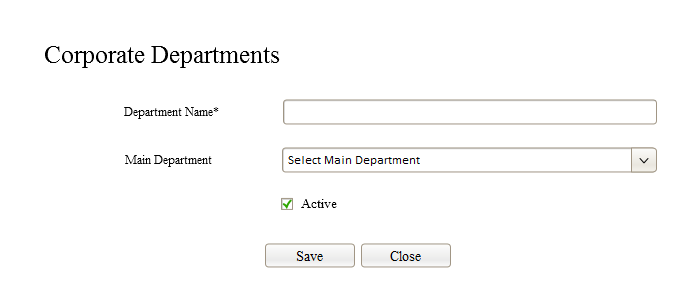 Corporate Departments
Department Name*
Main Department
Select Main Department
Active
Save
Close